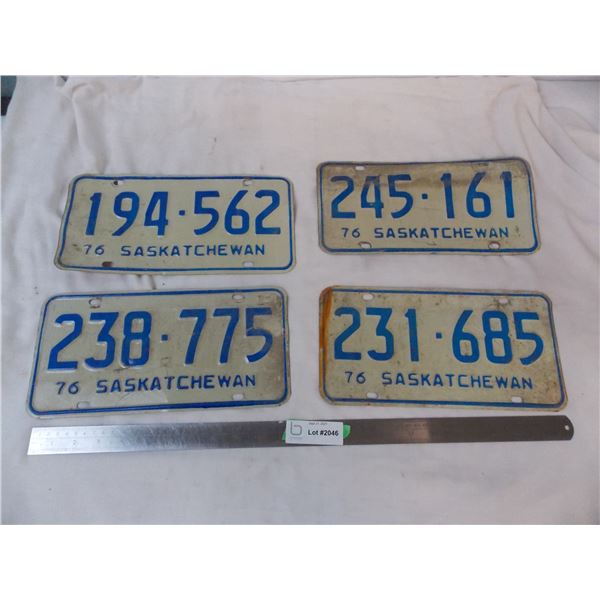 194·562
76 SASKATCHEWAN
245·161
76 SASKATCHEWAN
238·775
76 SASKATCHEWAN
231·685
76 SASKATCHEWAN
Lot #2046